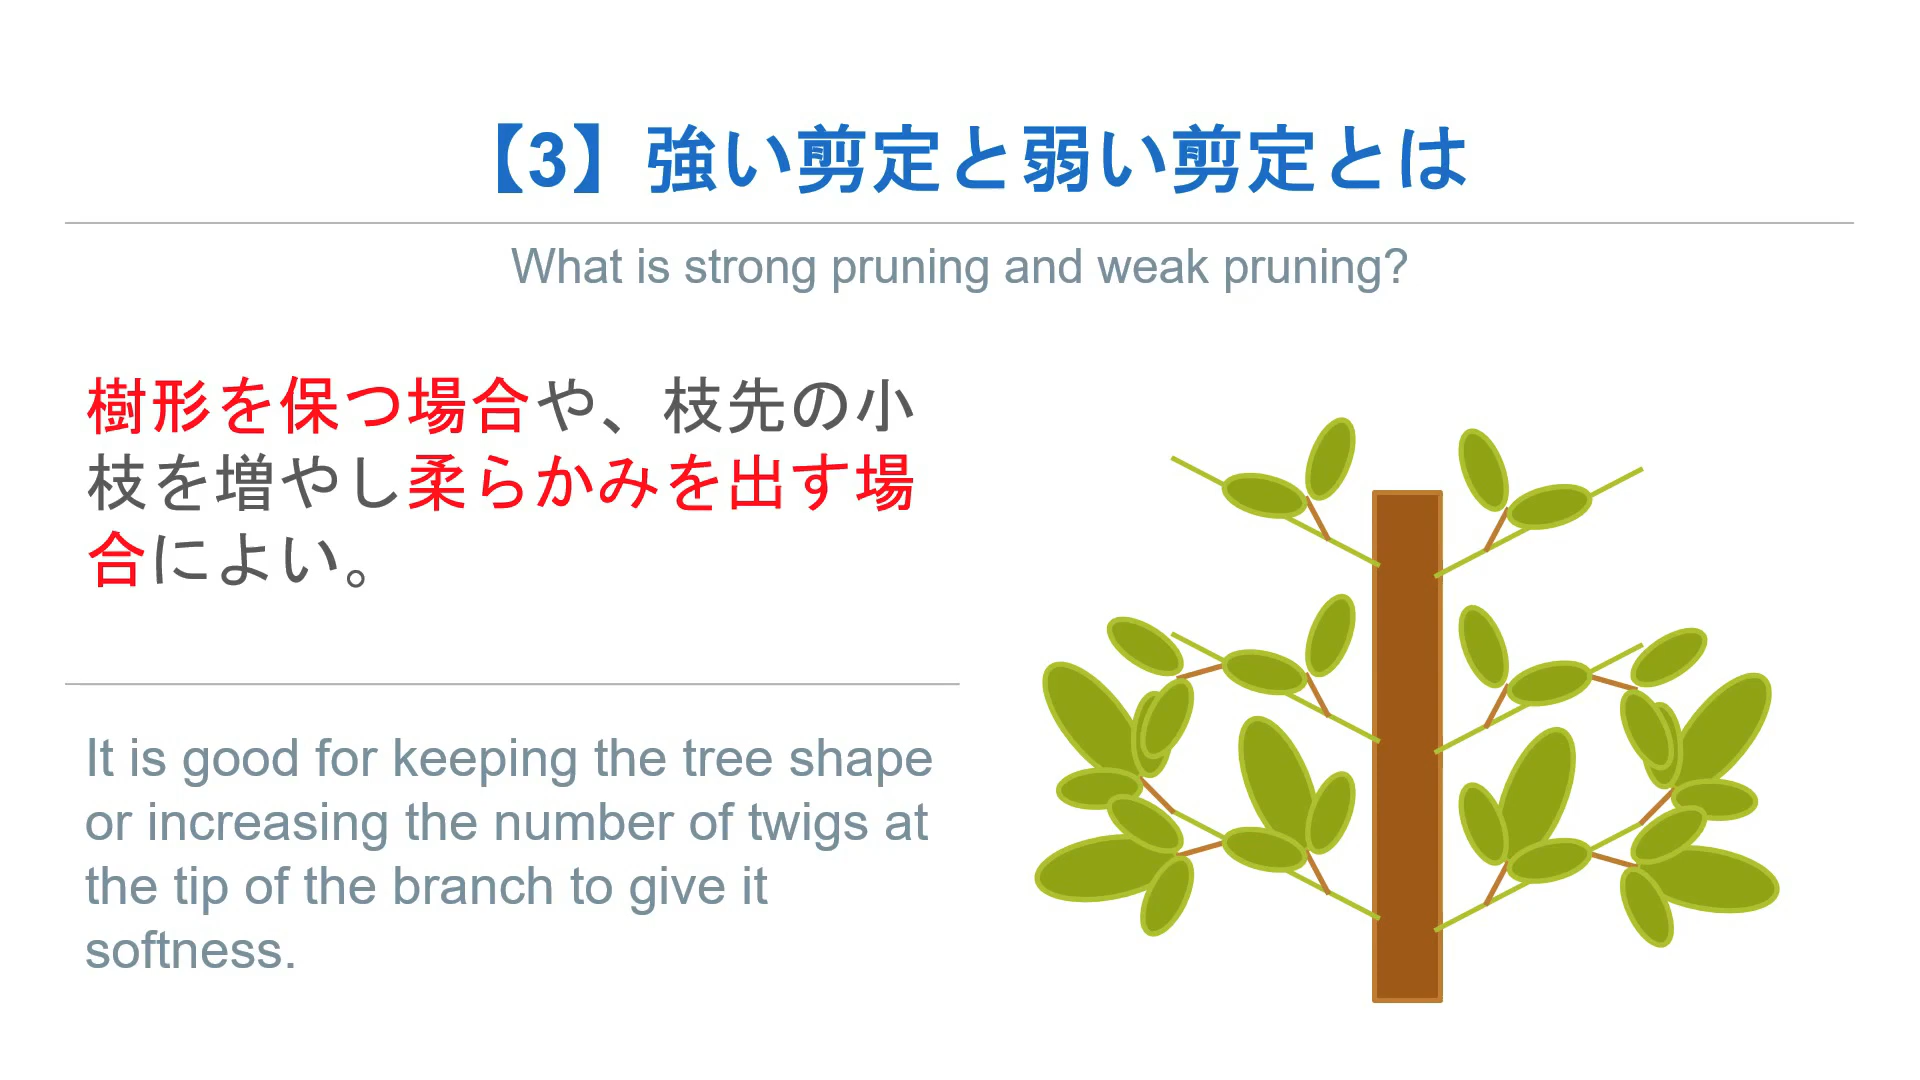 【3】強い剪定と弱い剪定とは
What is strong pruning and weak pruning?
樹形を保つ場合や、枝先の小
枝を増やし柔らかみを出す場
合によい。
It is good for keeping the tree shape
or increasing the number of twigs at
the tip of the branch to give it
softness.